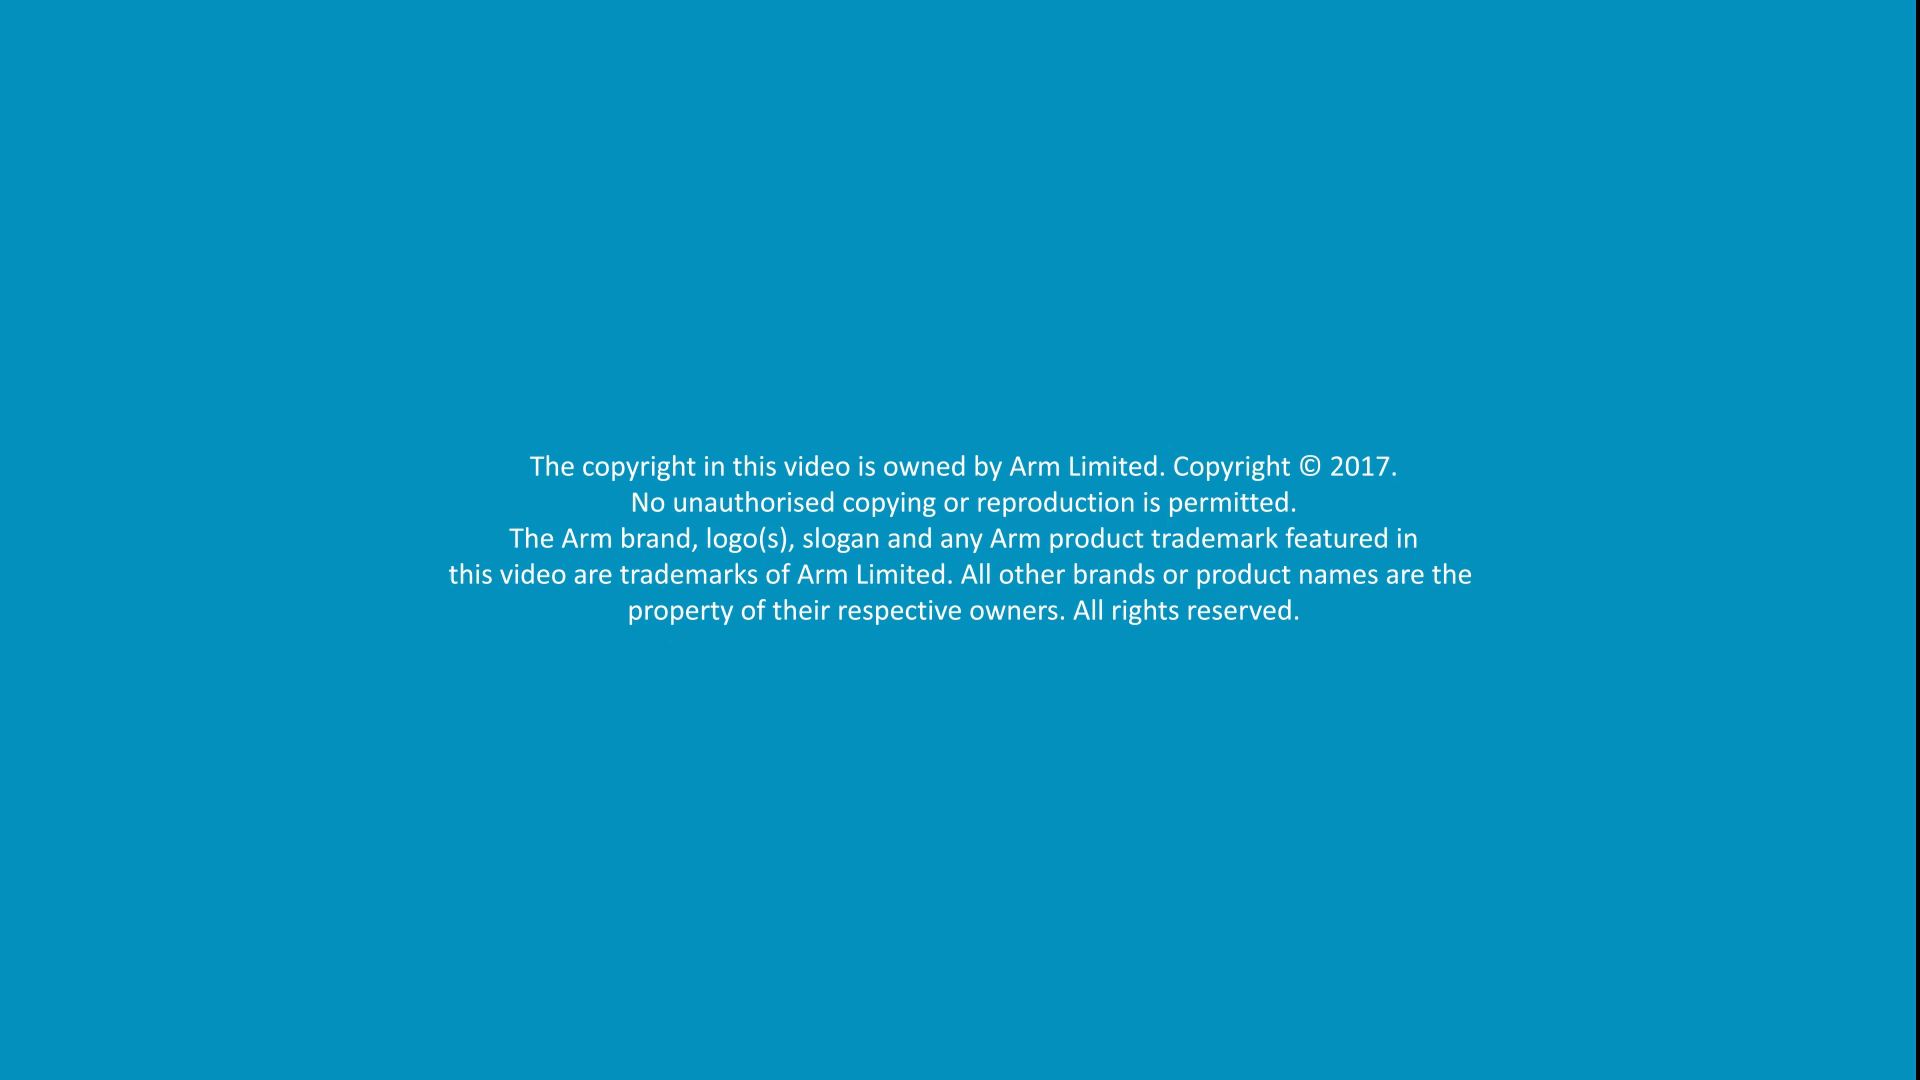 The copyright in this video is owned by Arm Limited. Copyright © 2017.
No unauthorised copying or reproduction is permitted.
The Arm brand, logo(s), slogan and any Arm product trademark featured in
this video are trademarks of Arm Limited. All other brands or product names are the
property of their respective owners. All rights reserved.